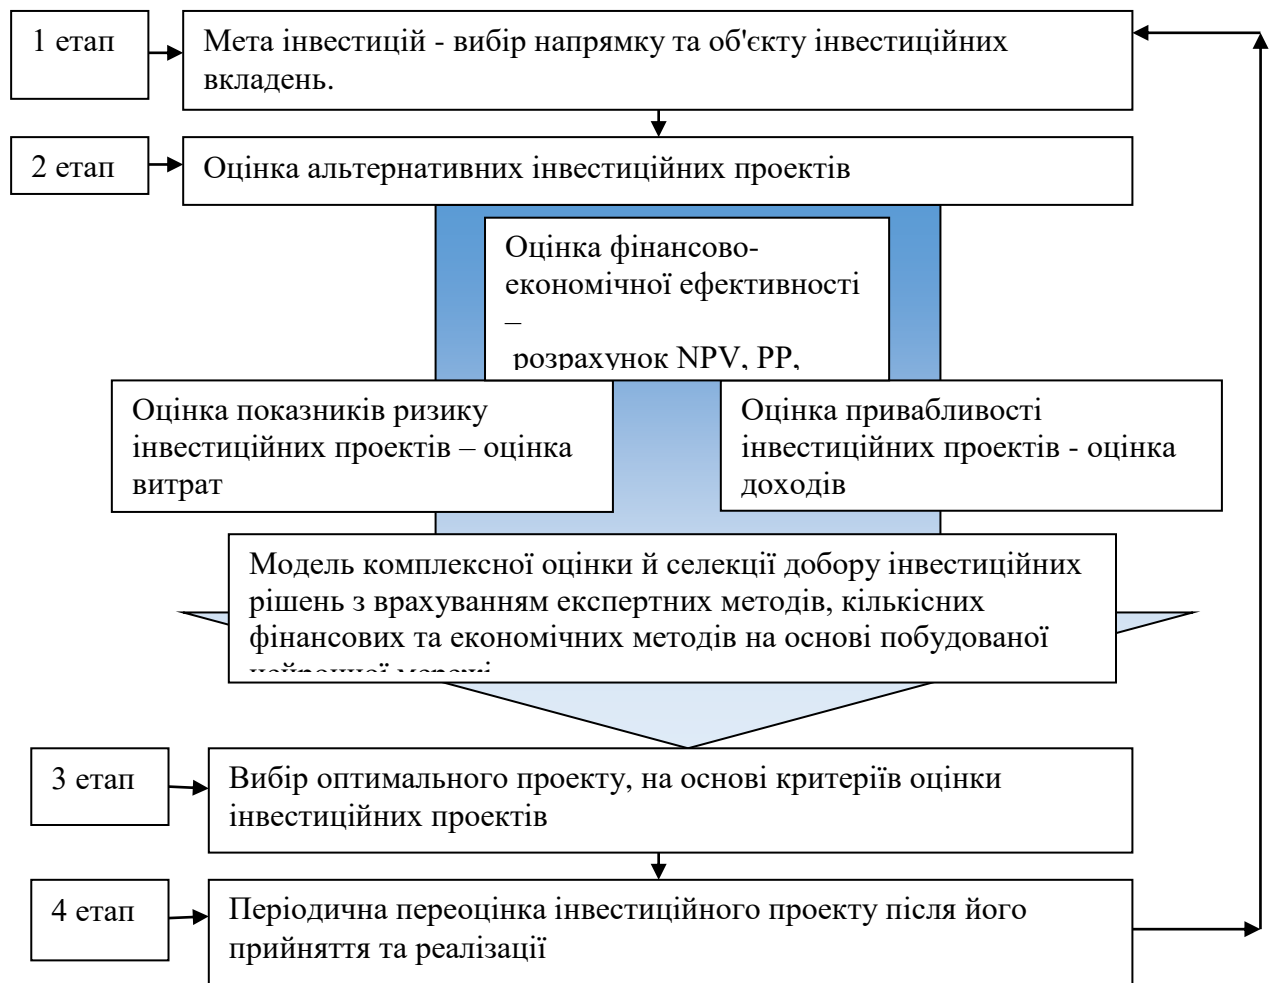 1 етап
Мета інвестицій - вибір напрямку та об'єкту інвестиційних
вкладень.
2 етап
Оцінка альтернативних інвестиційних проектів
Оцінка фінансово-
економічної ефективності
–
розрахунок NPV, PP,
Оцінка показників ризику
інвестиційних проектів – оцінка
витрат
Оцінка привабливості
інвестиційних проектів - оцінка
доходів
Модель комплексної оцінки й селекції добору інвестиційних
рішень з врахуванням експертних методів, кількісних
фінансових та економічних методів на основі побудованої
3 етап
Вибір оптимального проекту, на основі критеріїв оцінки
інвестиційних проектів
4 етап
Періодична переоцінка інвестиційного проекту після його
прийняття та реалізації